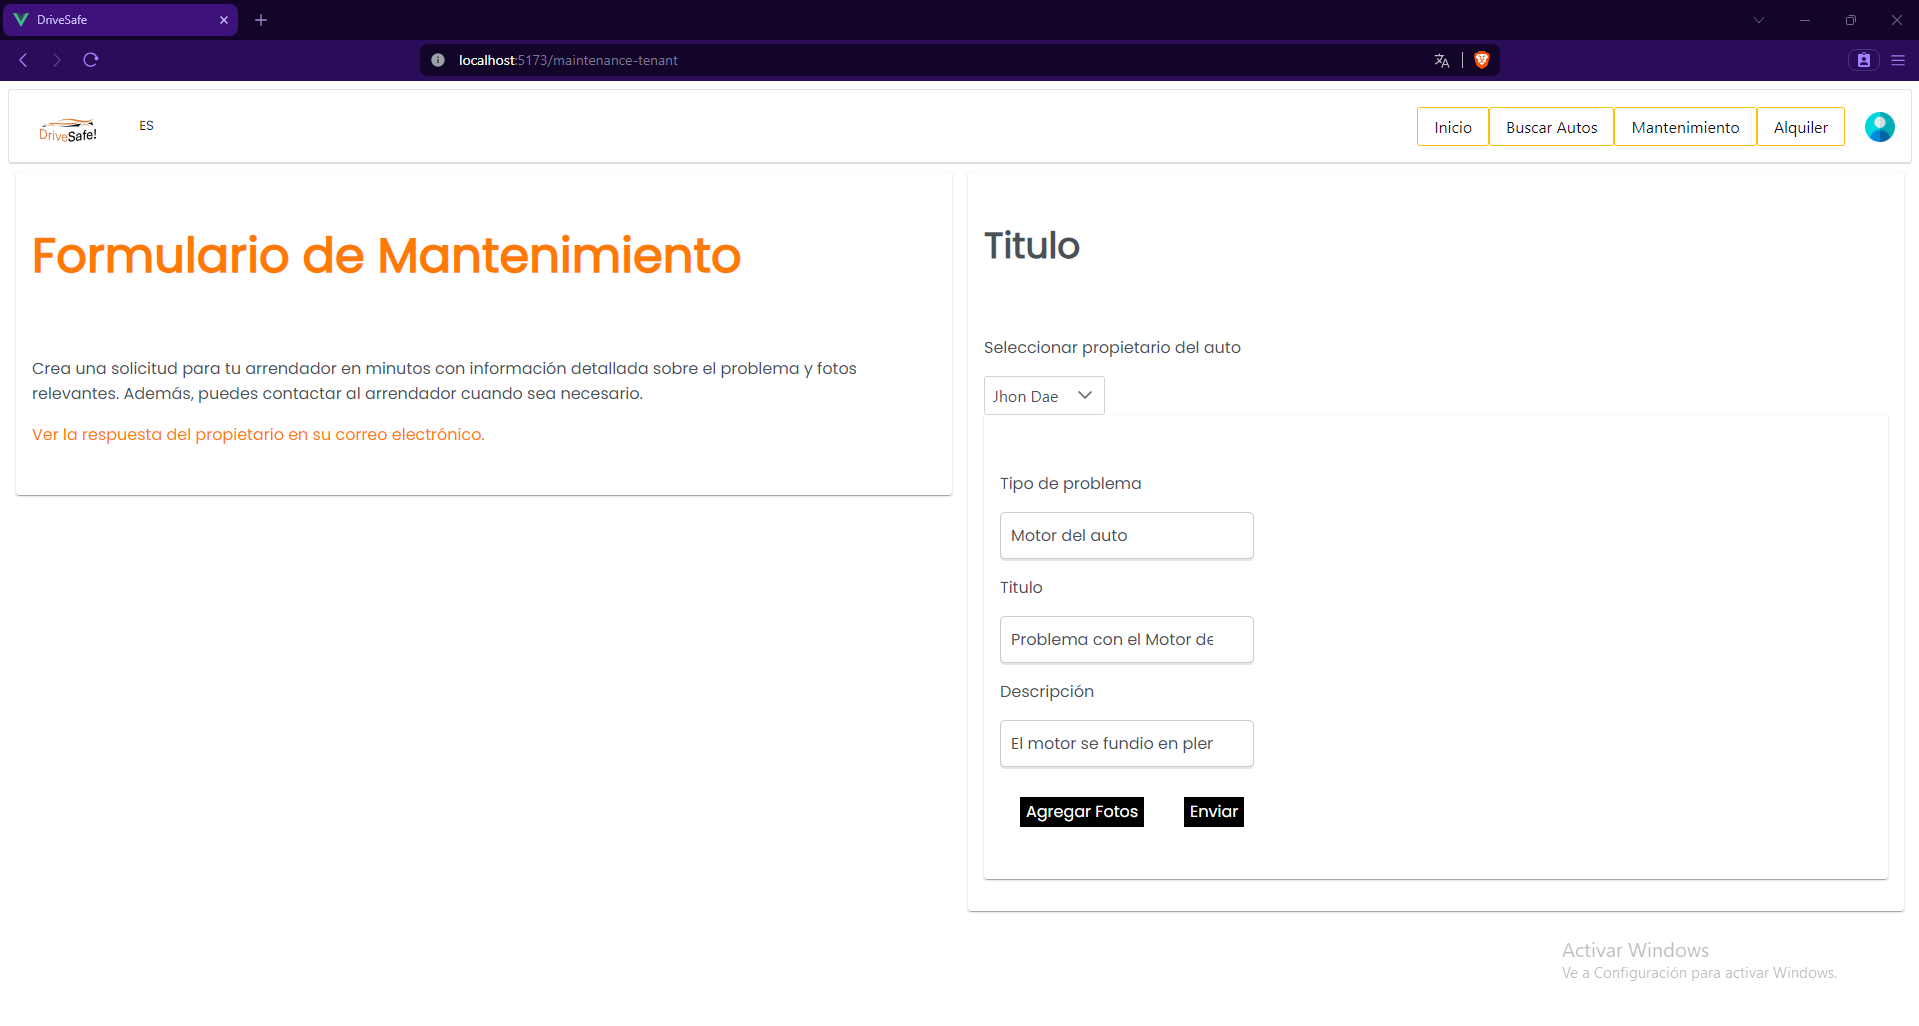 DriveSafe
localhost:5173/maintenance-tenant
DriveSafe!
ES
Inicio
Buscar Autos
Mantenimiento
Alquiler
Formulario de Mantenimiento
Crea una solicitud para tu arrendador en minutos con información detallada sobre el problema y fotos
relevantes. Además, puedes contactar al arrendador cuando sea necesario.
Ver la respuesta del propietario en su correo electrónico.
Titulo
Seleccionar propietario del auto
Jhon Dae
Tipo de problema
Motor del auto
Titulo
Problema con el Motor de
Descripción
El motor se fundio en plen
Agregar Fotos
Enviar
Activar Windows
Ve a Configuración para activar Windows.